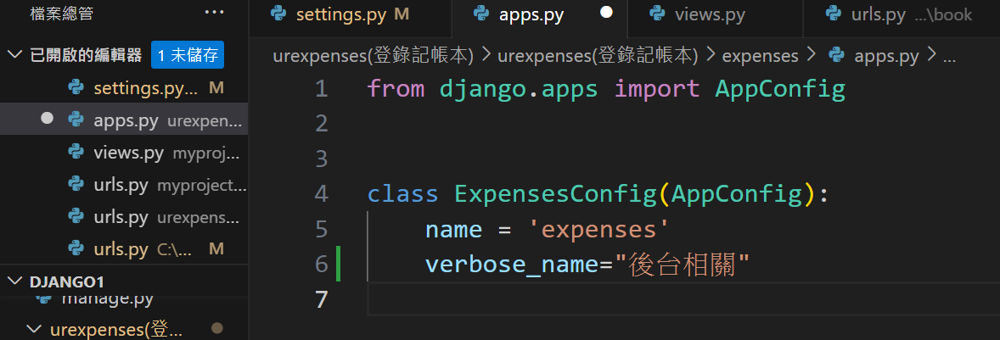 檔案總管 ...
已開啟的編輯器 1 未儲存
settings.py... M
apps.py urexpen...
views.py myproj...
urls.py myproject...
urls.py urexpens...
urls.py C:\... M
DJANGO1
manage.py
urexpenses(登...
settings.py M apps.py views.py urls.py ...\book
urexpenses(登錄記帳本) > urexpenses(登錄記帳本) > expenses > apps.py > ...
1 from django.apps import AppConfig
2
3
4 class ExpensesConfig(AppConfig):
5 name = 'expenses'
6 verbose_name="後台相關"
7